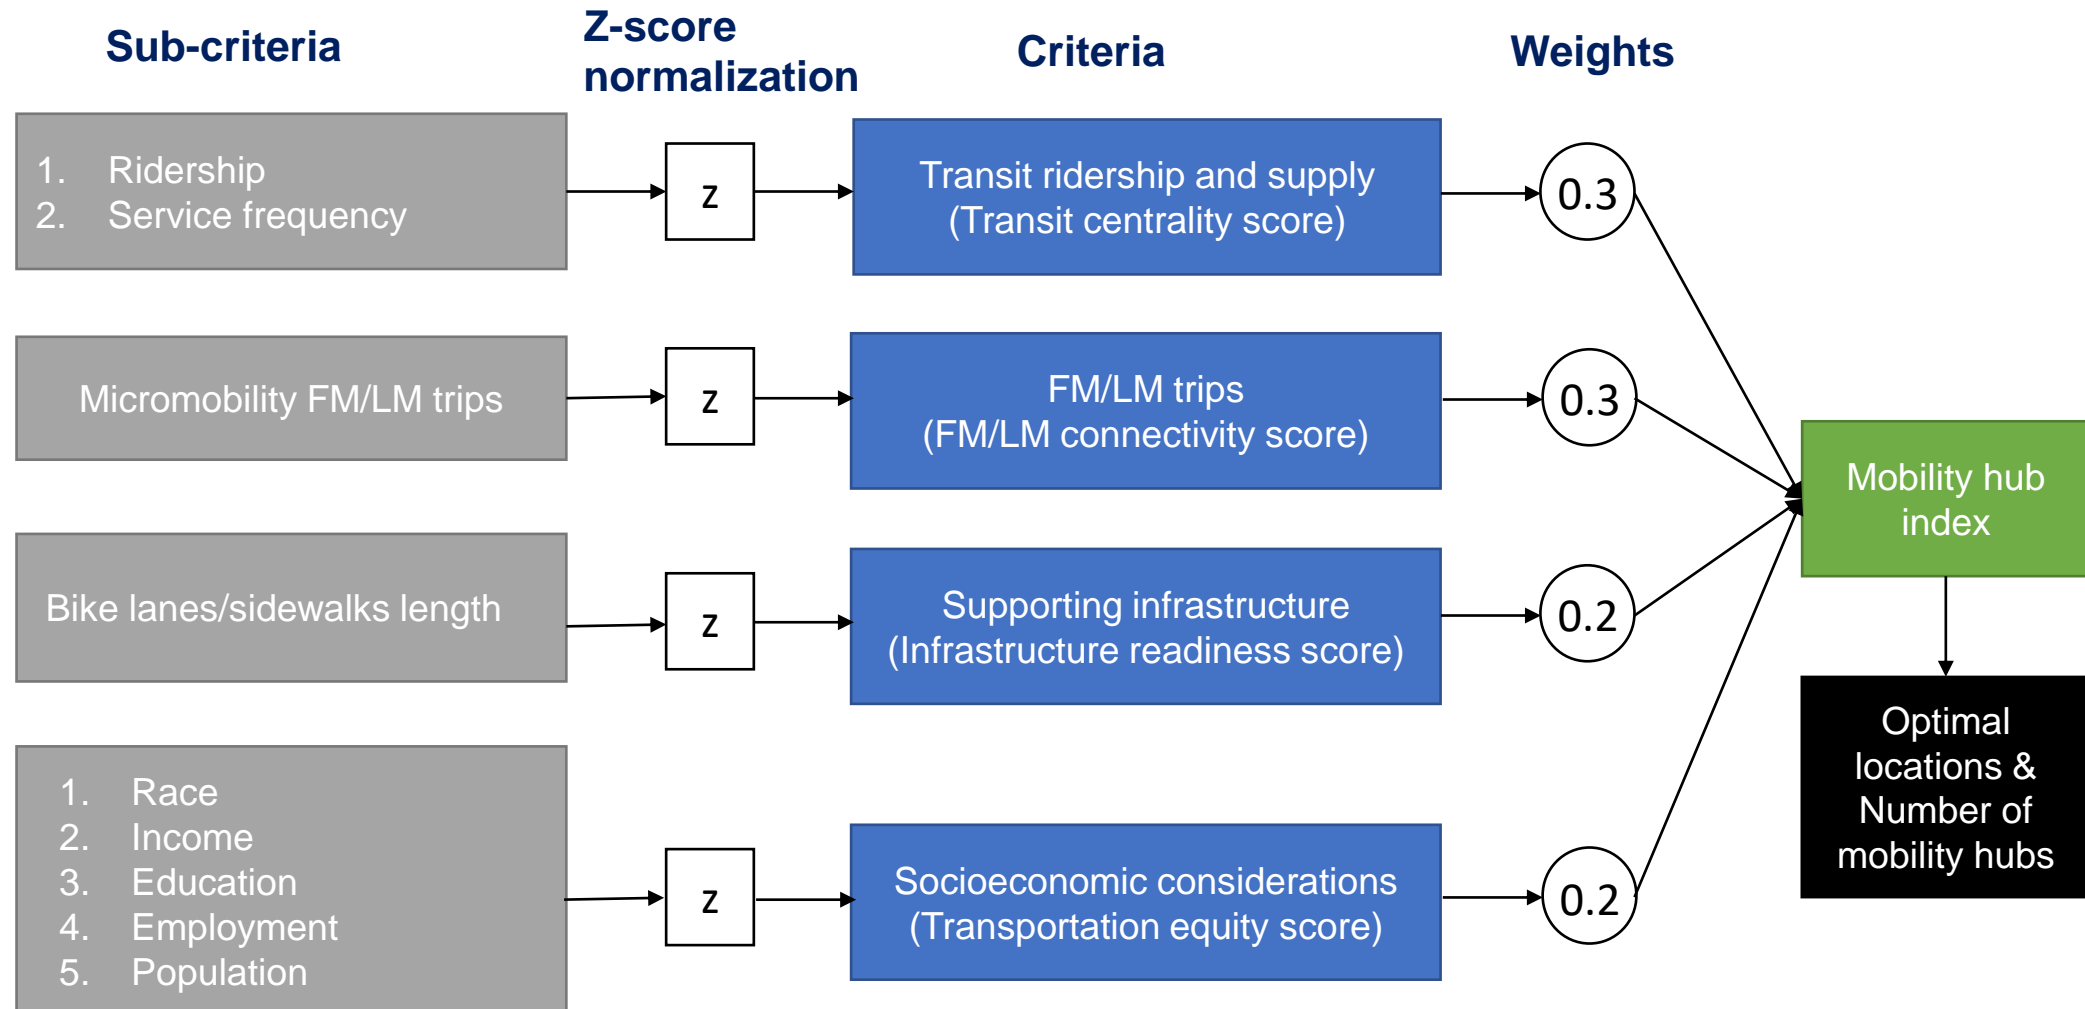 Sub-criteria
Z-score
normalization
Criteria
Weights
1. Ridership
2. Service frequency
z
Transit ridership and supply
(Transit centrality score)
0.3
Micromobility FM/LM trips
z
FM/LM trips
(FM/LM connectivity score)
0.3
Mobility hub
index
Bike lanes/sidewalks length
z
Supporting infrastructure
(Infrastructure readiness score)
0.2
Optimal
locations &
Number of
mobility hubs
1. Race
2. Income
3. Education
4. Employment
5. Population
z
Socioeconomic considerations
(Transportation equity score)
0.2